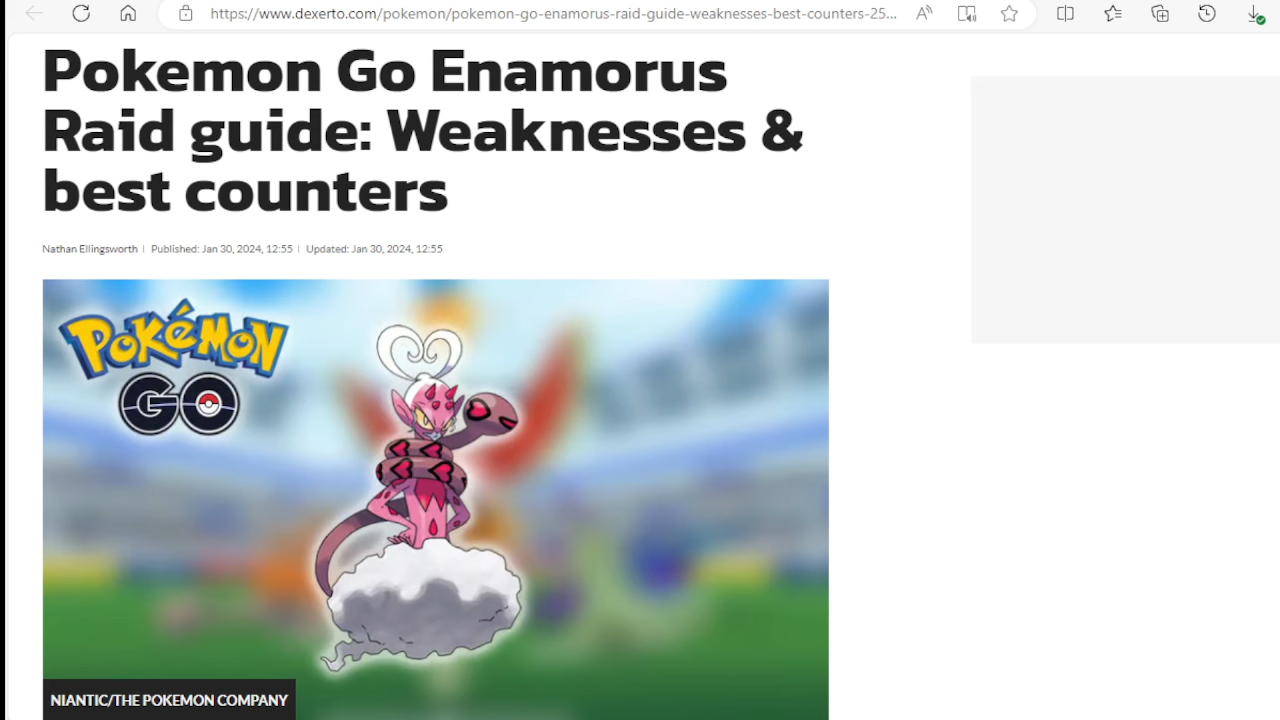 https://www.dexerto.com/pokemon/pokemon-go-enamorus-raid-guide-weaknesses-best-counters-25...
Pokemon Go Enamorus
Raid guide: Weaknesses &
best counters
Nathan Ellingsworth | Published: Jan 30, 2024, 12:55 | Updated: Jan 30, 2024, 12:55
POKéMON
GO
NIANTIC/THE POKEMON COMPANY